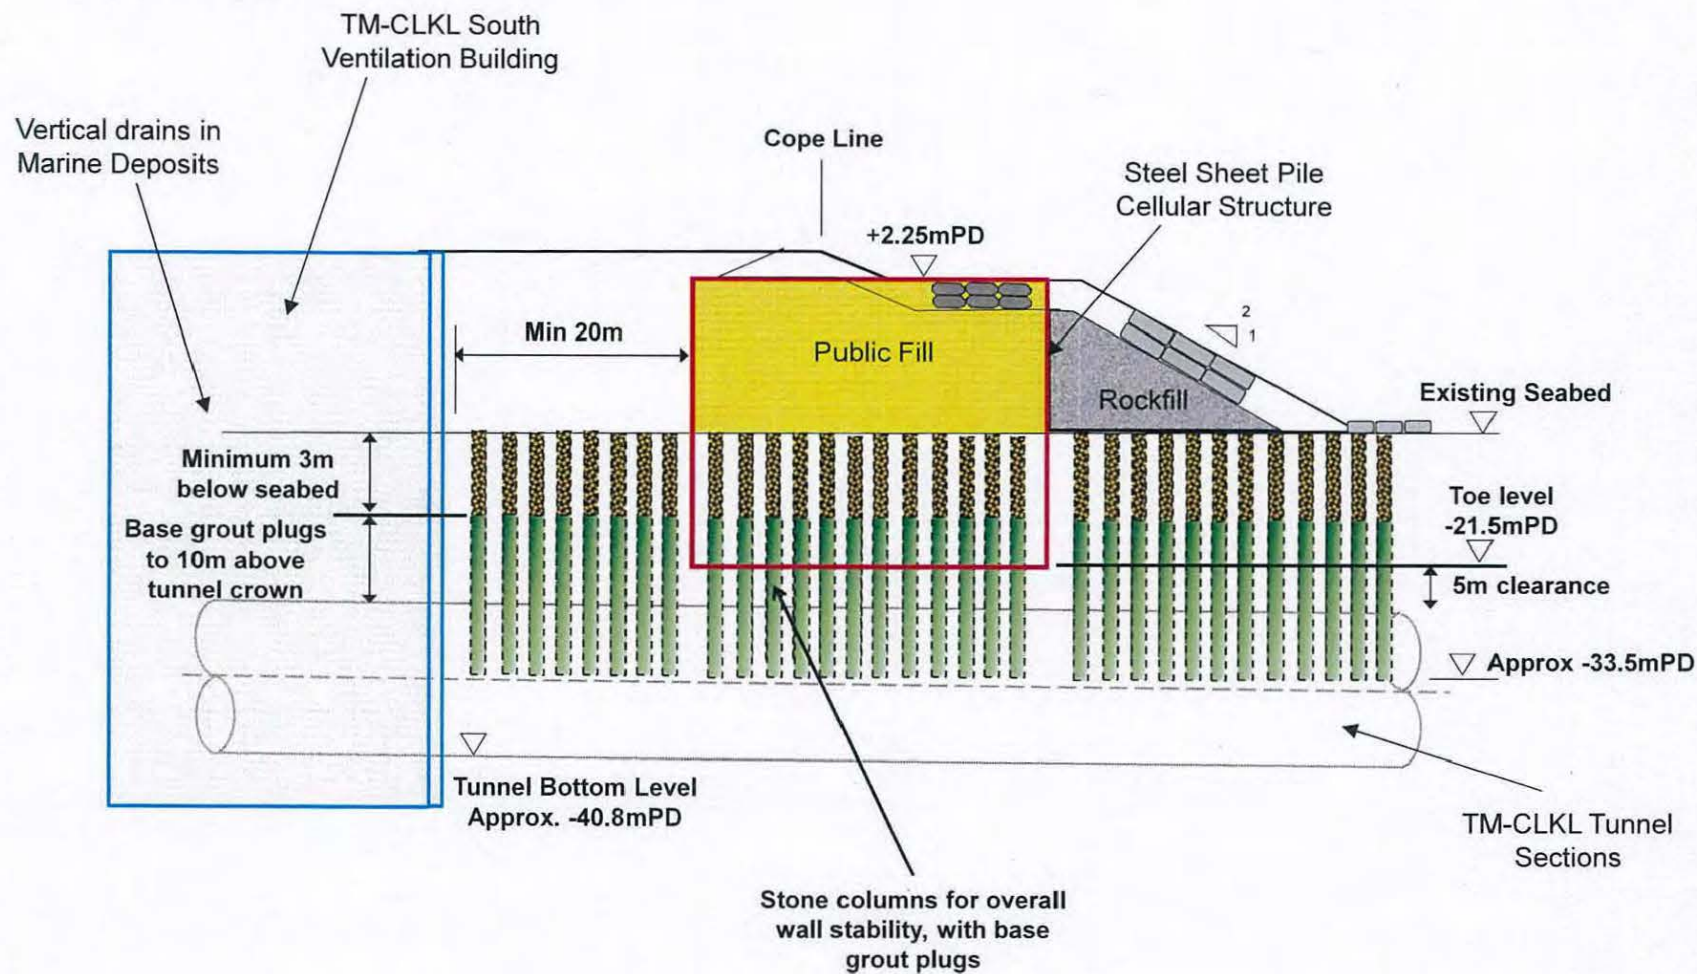 TM-CLKL South
Ventilation Building
Vertical drains in
Marine Deposits
Cope Line
Steel Sheet Pile
Cellular Structure
+2.25mPD
2
1
Min 20m
Public Fill
Rockfill
Existing Seabed
Minimum 3m
below seabed
Toe level
-21.5mPD
Base grout plugs
to 10m above
tunnel crown
5m clearance
Approx -33.5mPD
Tunnel Bottom Level
Approx. -40.8mPD
TM-CLKL Tunnel
Sections
Stone columns for overall
wall stability, with base
grout plugs